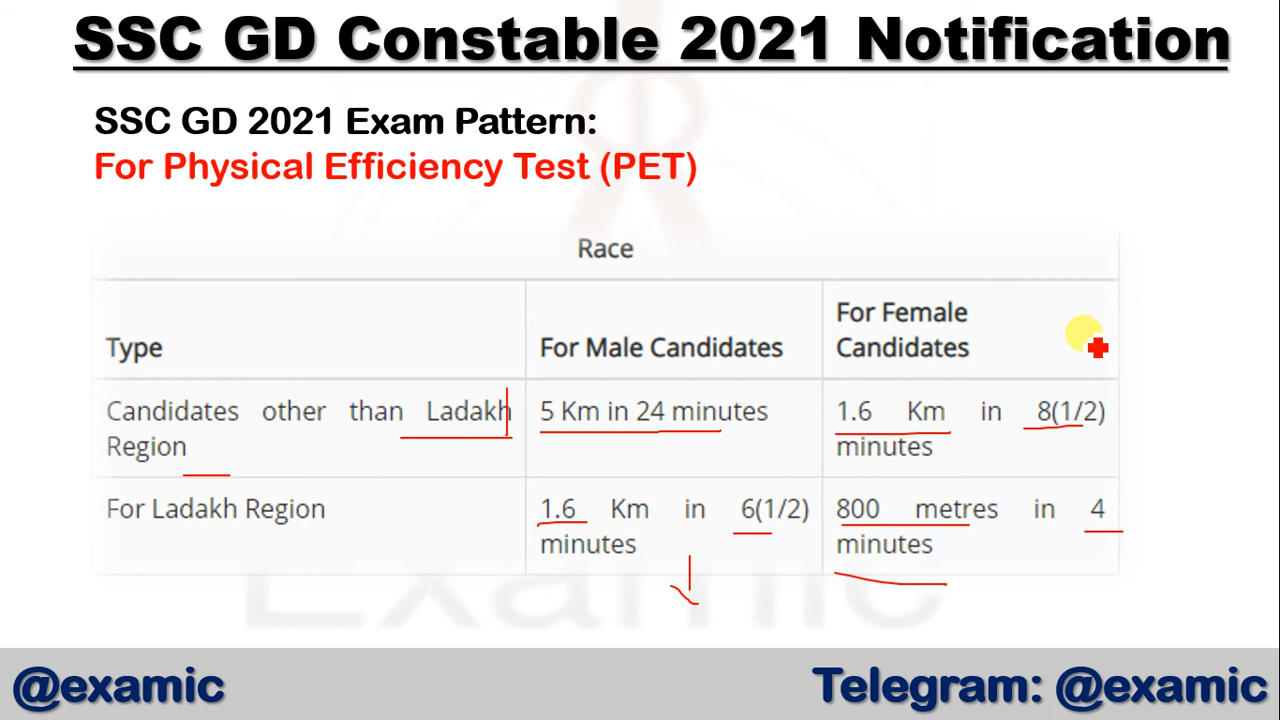 SSC GD Constable 2021 Notification
SSC GD 2021 Exam Pattern:
For Physical Efficiency Test (PET)
Race
Type
For Male Candidates
For Female
Candidates
Candidates other than Ladakh
Region
5 Km in 24 minutes
1.6 Km in 8(1/2)
minutes
For Ladakh Region
1.6 Km in 6(1/2)
minutes
800 metres in 4
minutes
Examic
@examic
Telegram: @examic